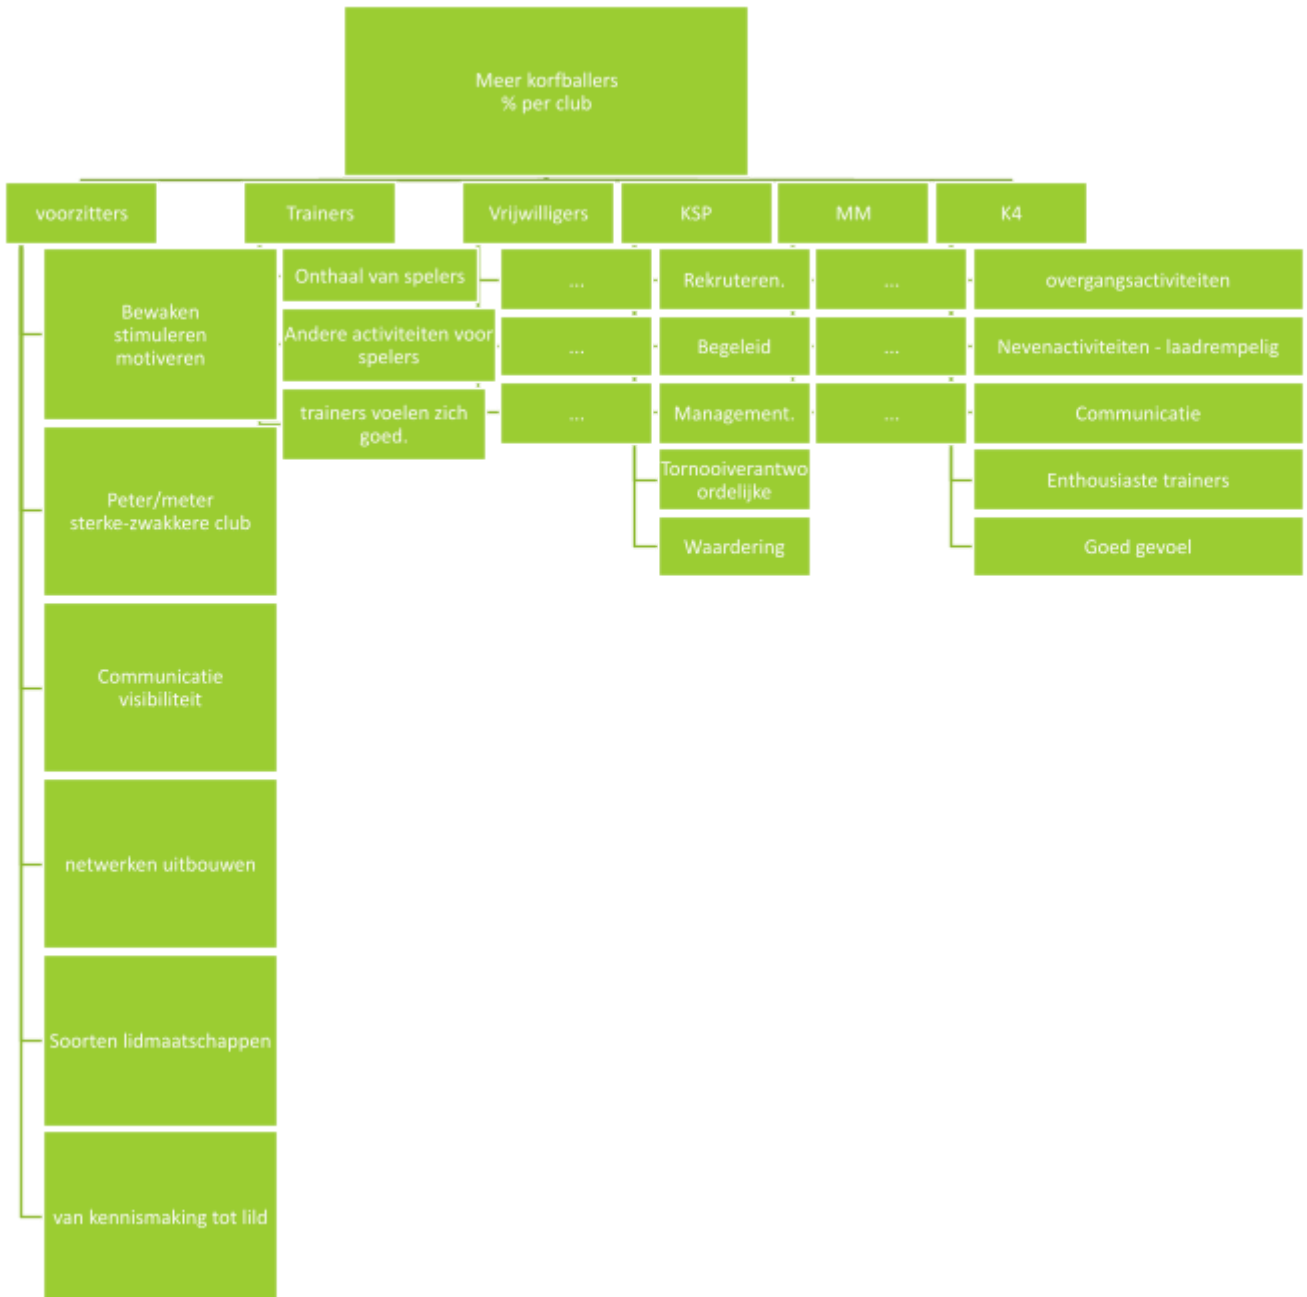 Meer korfballers
% per club
voorzitters
Bewaken
stimuleren
motiveren
Peter/meter
sterke-zwakkere club
Communicatie
visibiliteit
netwerken uitbouwen
Soorten lidmaatschappen
van kennismaking tot lild
Trainers
Onthaal van spelers
Andere activiteiten voor
spelers
trainers voelen zich
goed.
Vrijwilligers
...
...
...
KSP
Rekruteren.
Begeleid
Management.
Tornooiverantwo
ordelijke
Waardering
MM
...
...
...
K4
overgangsactiviteiten
Nevenactiviteiten - laadrempelig
Communicatie
Enthousiaste trainers
Goed gevoel